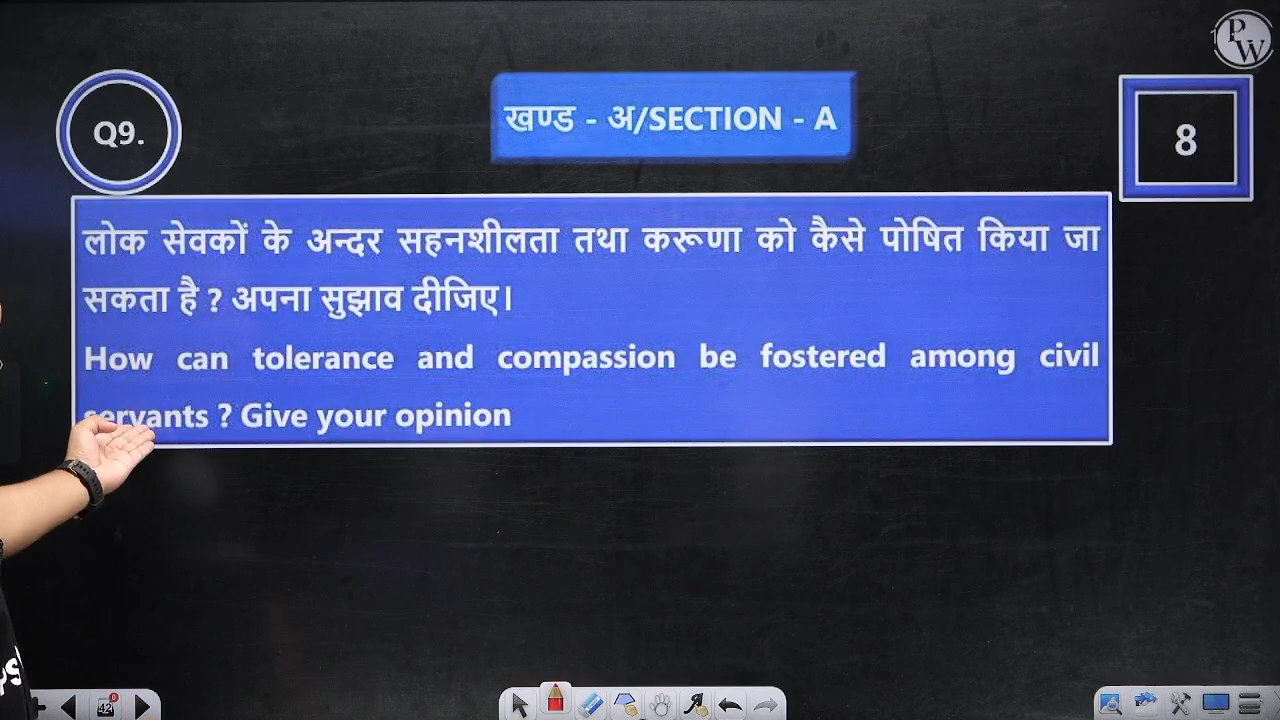 PW
Q9.
खण्ड - अ/SECTION - A
8
लोक सेवकों के अन्दर सहनशीलता तथा करूणा को कैसे पोषित किया जा
सकता है ? अपना सुझाव दीजिए।
How can tolerance and compassion be fostered among civil
servants ? Give your opinion
42